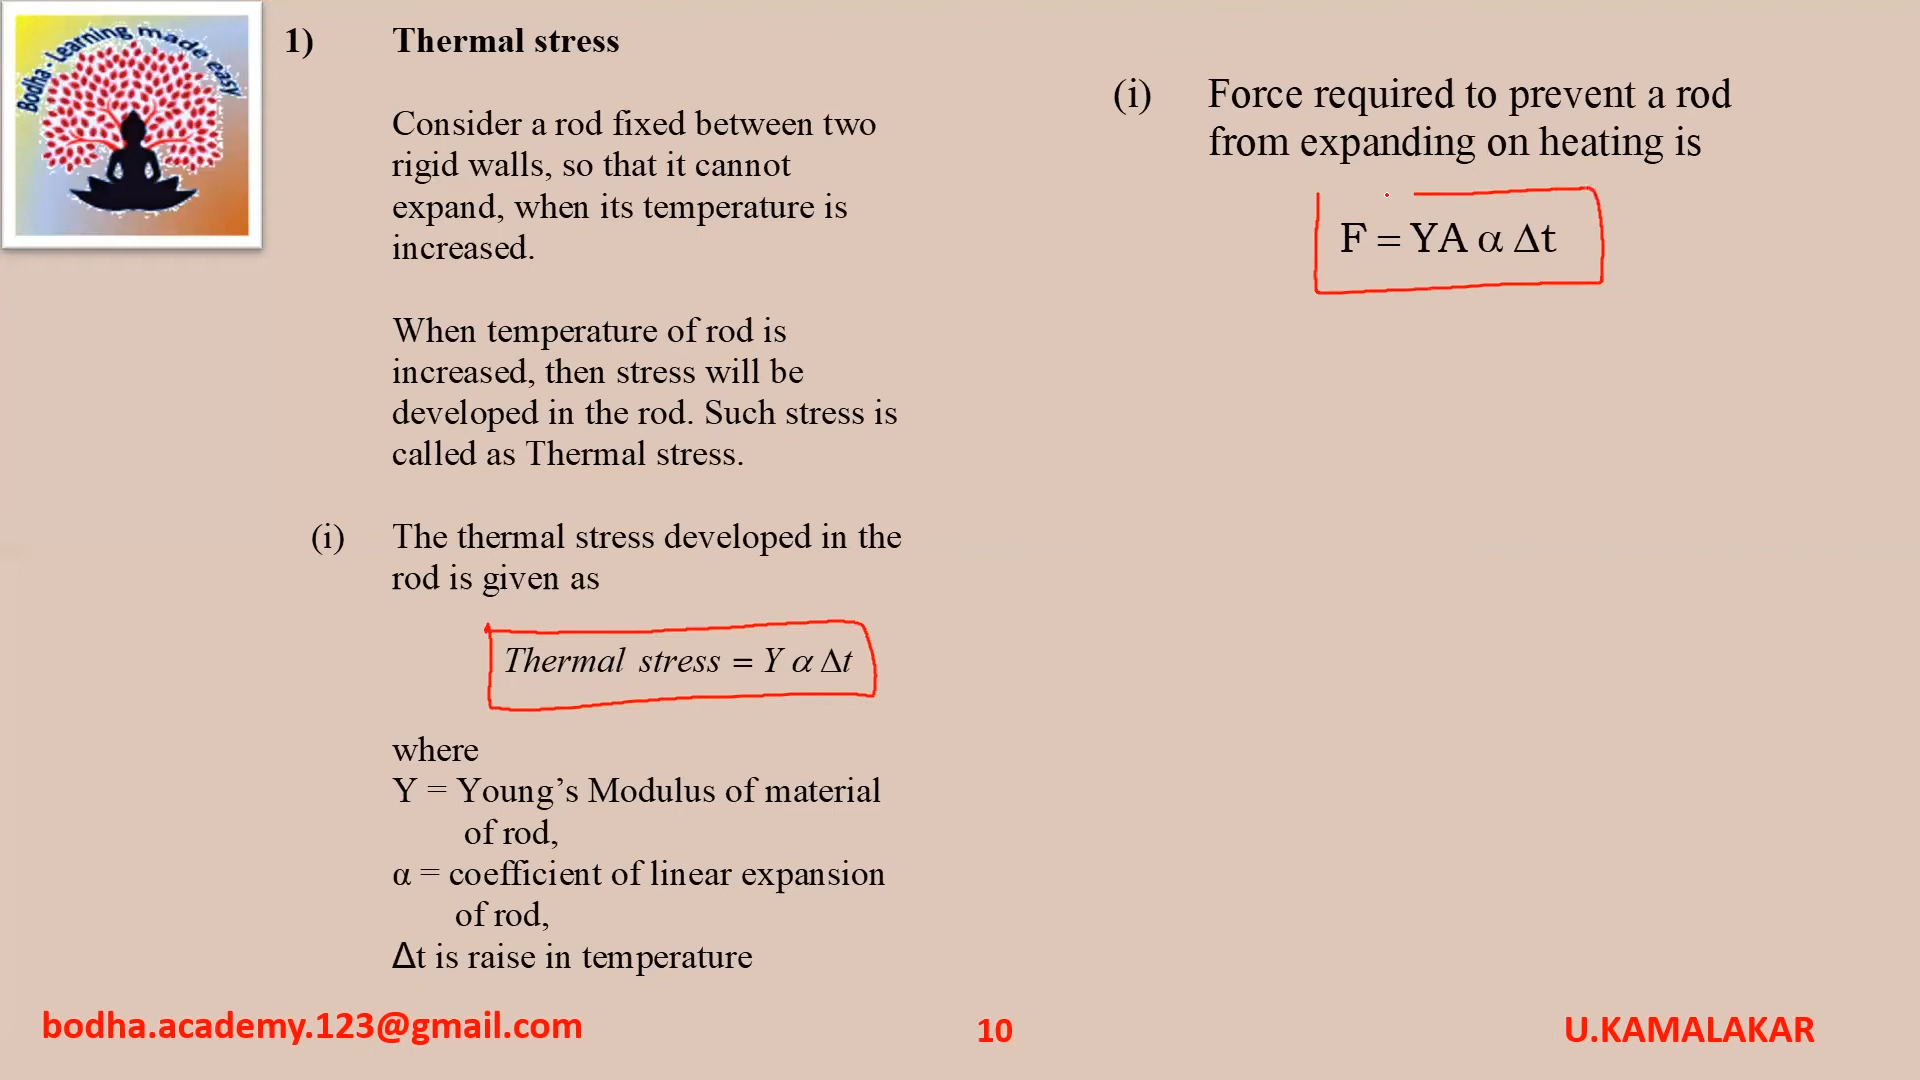 Bodha - Learning made easy
1) Thermal stress
Consider a rod fixed between two
rigid walls, so that it cannot
expand, when its temperature is
increased.
When temperature of rod is
increased, then stress will be
developed in the rod. Such stress is
called as Thermal stress.
(i) The thermal stress developed in the
rod is given as
Thermal stress = Y α Δt
where
Y = Young’s Modulus of material
of rod,
α = coefficient of linear expansion
of rod,
Δt is raise in temperature
(i) Force required to prevent a rod
from expanding on heating is
F = YA α Δt
bodha.academy.123@gmail.com
10
U.KAMALAKAR